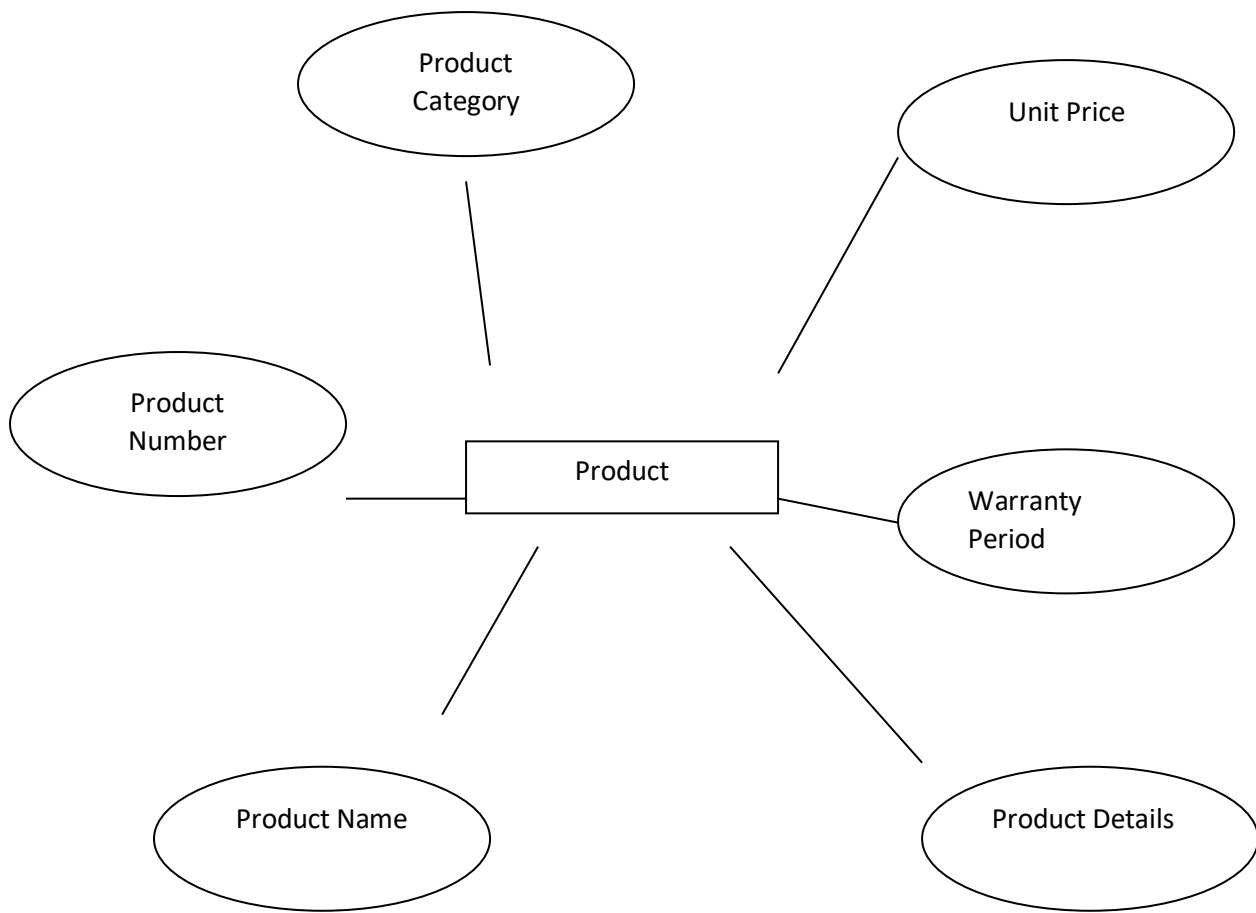 Product
Category
Unit Price
Product
Number
Product
Warranty
Period
Product Name
Product Details